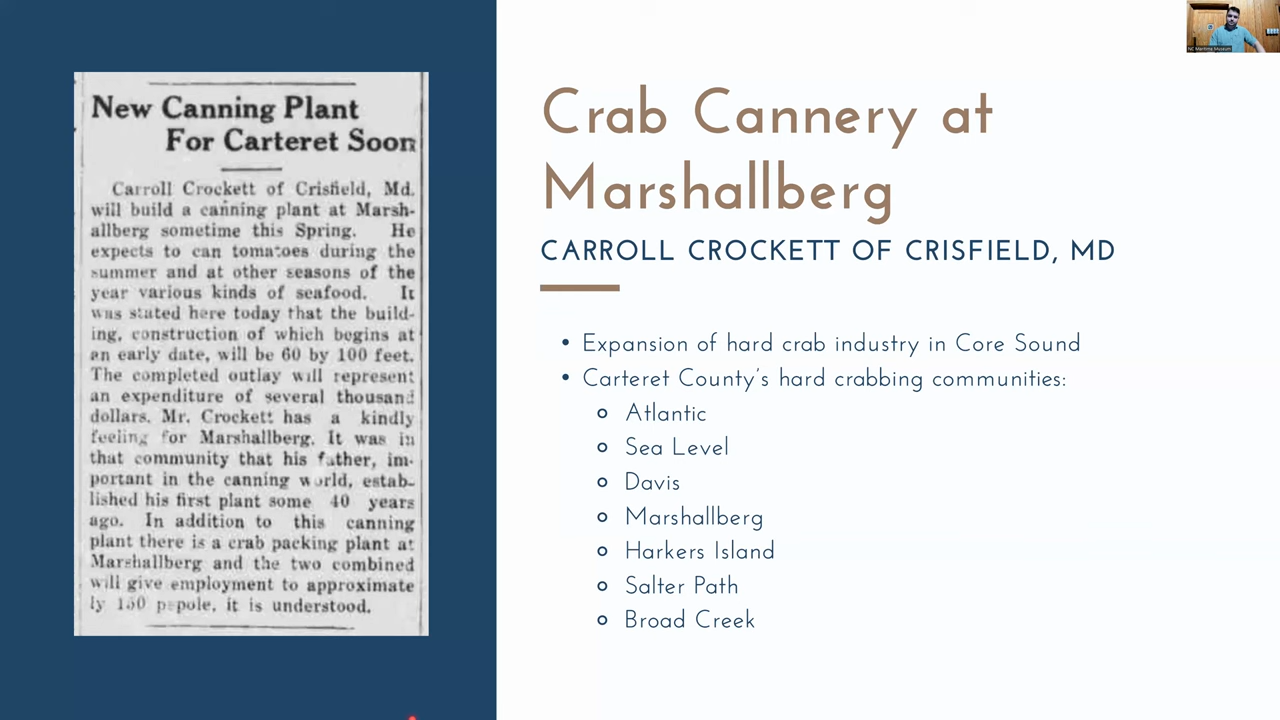 New Canning Plant
For Carteret Soon
Carroll Crockett of Crisfield, Md.
will build a canning plant at Marsh-
allberg sometime this Spring. He
expects to can tomatoes during the
summer and at other seasons of the
year various kinds of seafood. It
was stated here today that the build-
ing, construction of which begins at
an early date, will be 60 by 100 feet.
The completed outlay will represent
an expenditure of several thousand
dollars. Mr. Crockett has a kindly
feeling for Marshallberg. It was in
that community that his father, im-
portant in the canning world, estab-
lished his first plant some 40 years
ago. In addition to this canning
plant there is a crab packing plant at
Marshallberg and the two combined
will give employment to approximate
ly 150 pepole, it is understood.
Crab Cannery at
Marshallberg
CARROLL CROCKETT OF CRISFIELD, MD
• Expansion of hard crab industry in Core Sound
• Carteret County's hard crabbing communities:
Atlantic
Sea Level
Davis
Marshallberg
Harkers Island
Salter Path
Broad Creek
NC Maritime Museum